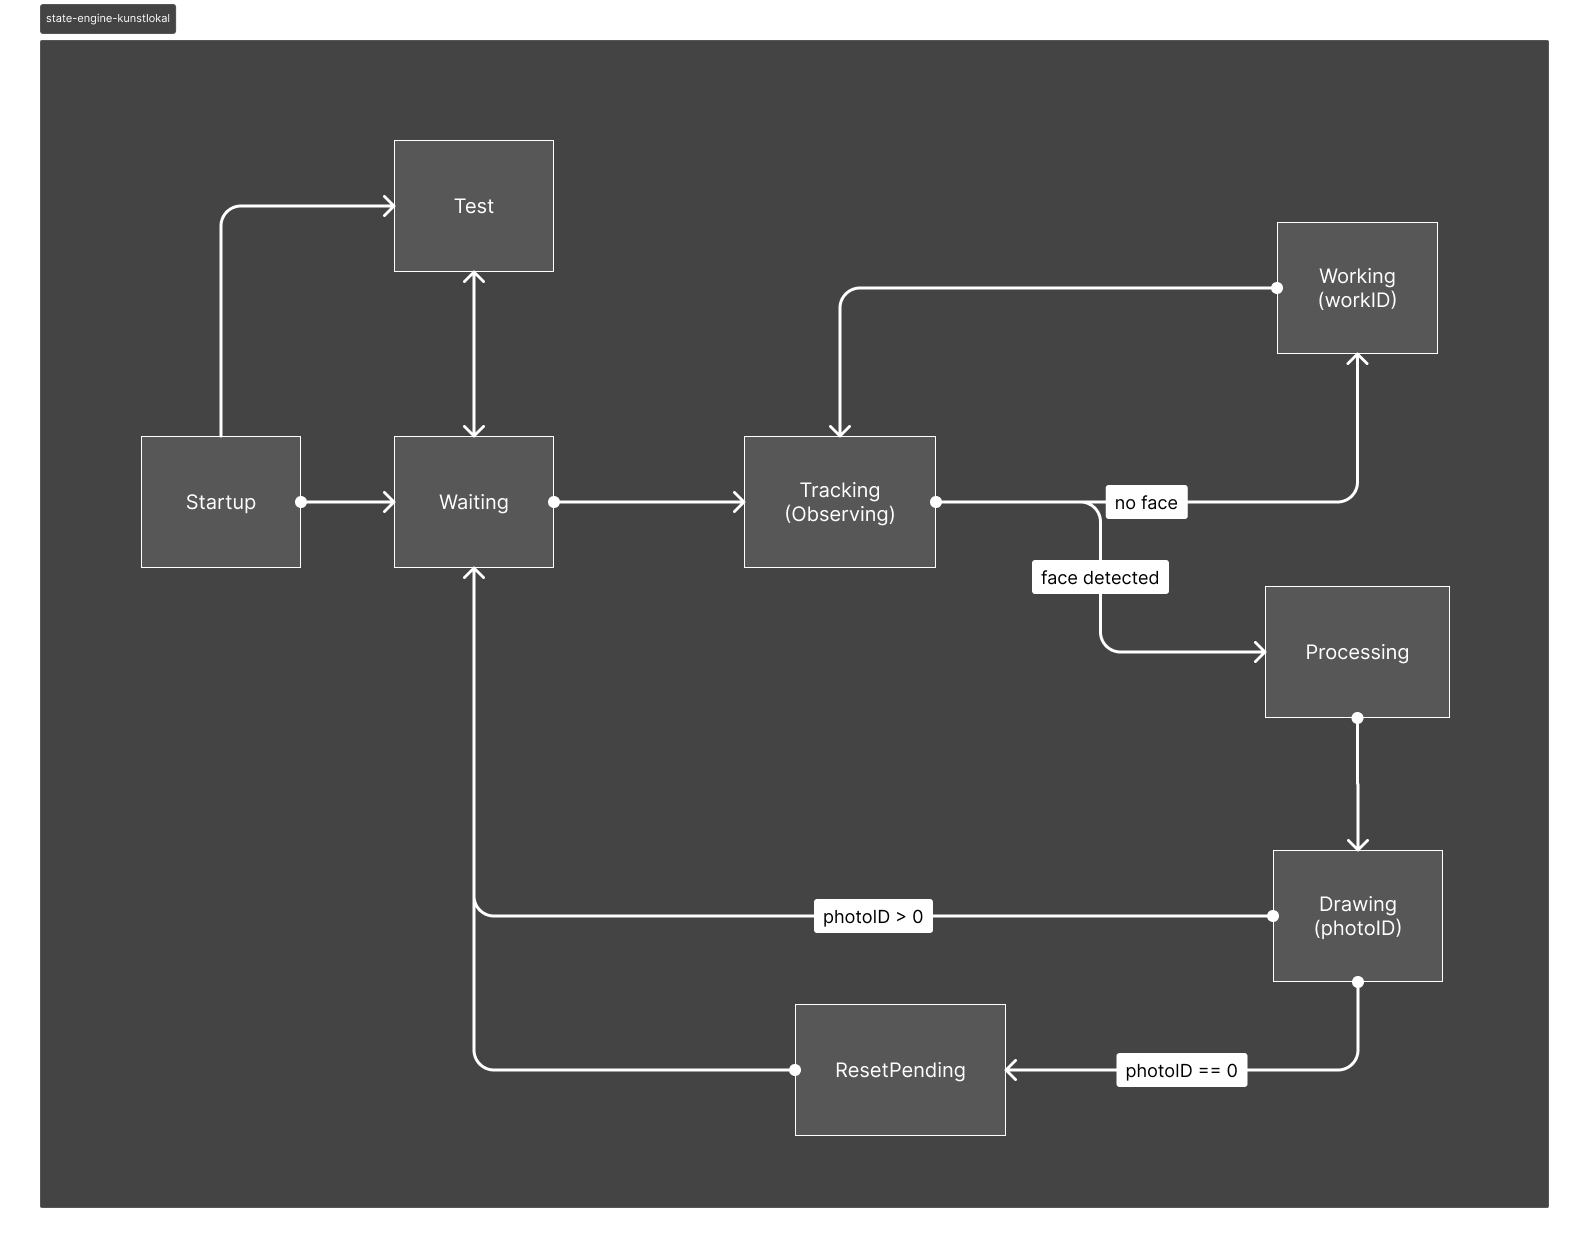 state-engine-kunstlokal
Test
Working
(workID)
Startup
Waiting
Tracking
(Observing)
no face
face detected
Processing
Drawing
(photoID)
photoID > 0
ResetPending
photoID == 0